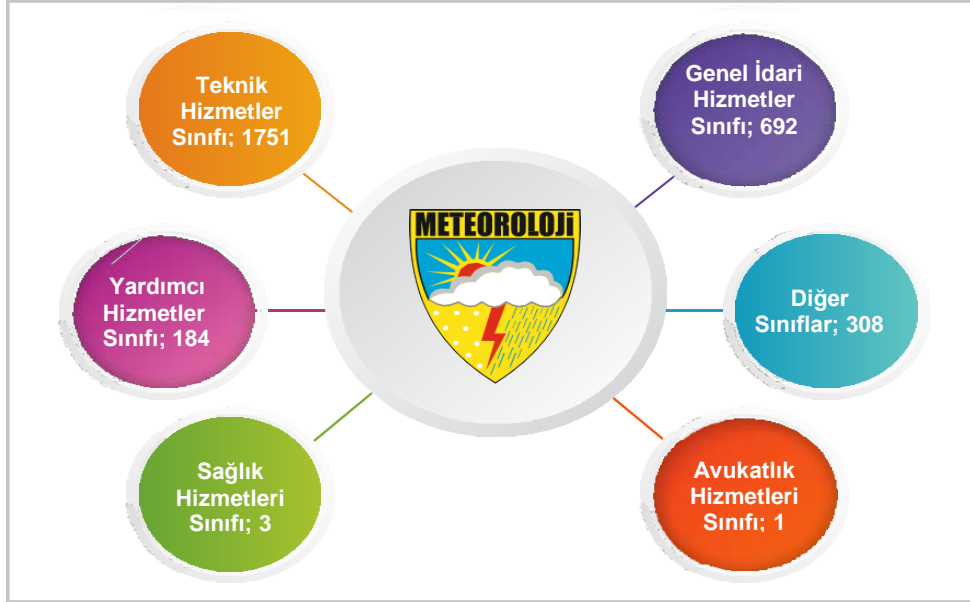 Teknik
Hizmetler
Sınıfı; 1751
Genel İdari
Hizmetler
Sınıfı; 692
METEOROLOJi
Yardımcı
Hizmetler
Sınıfı; 184
Diğer
Sınıflar; 308
Sağlık
Hizmetleri
Sınıfı; 3
Avukatlık
Hizmetleri
Sınıfı; 1